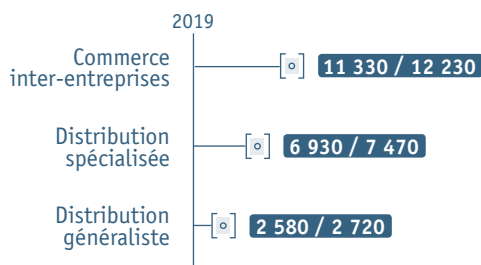 2019
Commerce
inter-entreprises
11 330 / 12 230
Distribution
spécialisée
6 930 / 7 470
Distribution
généraliste
2 580 / 2 720